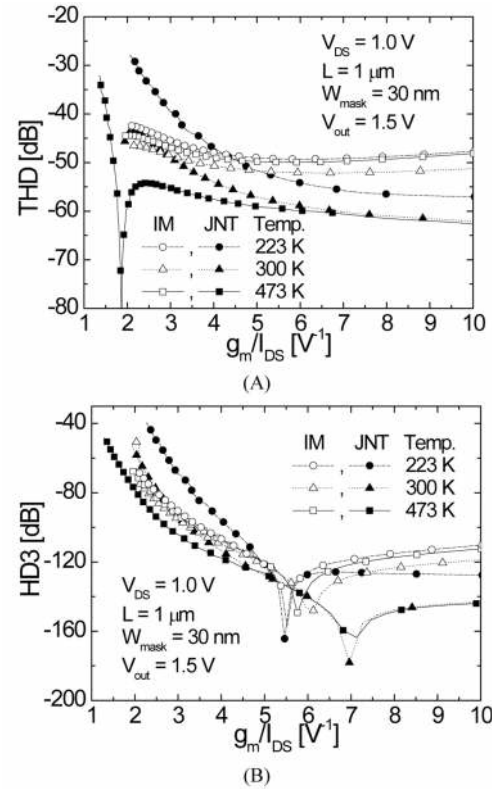 -20
-30
-40
-50
-60
-70
-80
THD [dB]
V_DS = 1.0 V
L = 1 μm
W_mask = 30 nm
V_out = 1.5 V
IM JNT Temp.
, 223 K
, 300 K
, 473 K
1 2 3 4 5 6 7 8 9 10
g_m/I_DS [V^-1]
(A)
-40
-80
-120
-160
-200
HD3 [dB]
IM JNT Temp.
, 223 K
, 300 K
, 473 K
V_DS = 1.0V
L = 1 μm
W_mask = 30 nm
V_out = 1.5 V
1 2 3 4 5 6 7 8 9 10
g_m/I_DS [V^-1]
(B)